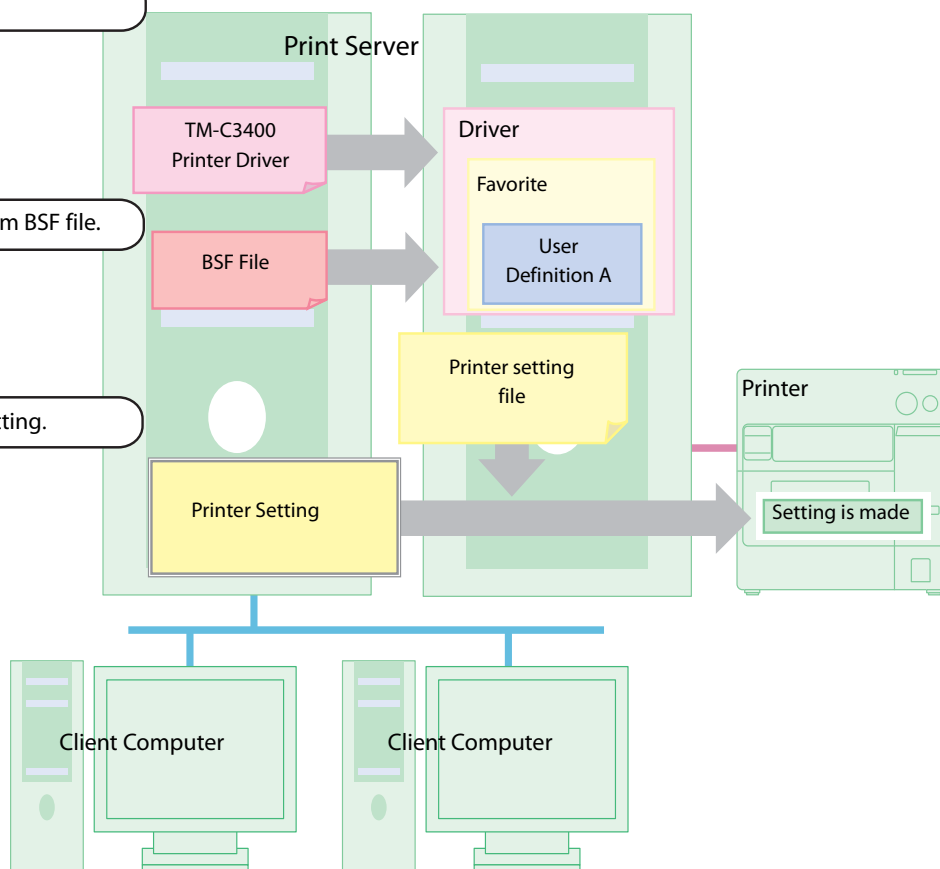 Print Server
TM-C3400
Printer Driver
Driver
Favorite
User
Definition A
BSF file.
BSF File
Printer setting
file
Printer
Printer Setting
Setting is made
Client Computer
Client Computer